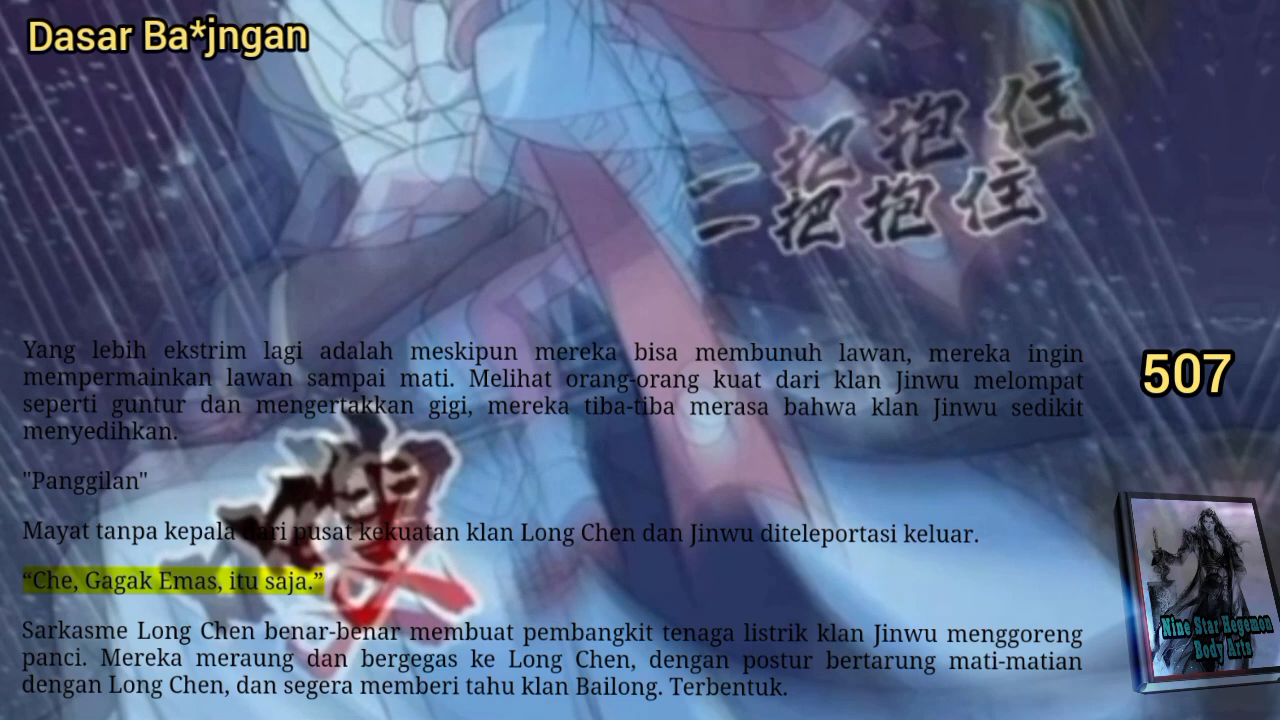 Dasar Ba*jngan
二把抱住
二把抱住
Yang lebih ekstrim lagi adalah meskipun mereka bisa membunuh lawan, mereka ingin
mempermainkan lawan sampai mati. Melihat orang-orang kuat dari klan Jinwu melompat
seperti guntur dan mengertakkan gigi, mereka tiba-tiba merasa bahwa klan Jinwu sedikit
menyedihkan.
507
"Panggilan"
Mayat tanpa kepala dari pusat kekuatan klan Long Chen dan Jinwu diteleportasi keluar.
“Che, Gagak Emas, itu saja.”
Sarkasme Long Chen benar-benar membuat pembangkit tenaga listrik klan Jinwu menggoreng
panci. Mereka meraung dan bergegas ke Long Chen, dengan postur bertarung mati-matian
dengan Long Chen, dan segera memberi tahu klan Bailong. Terbentuk.
Nine Star Hegemon
Body Arts